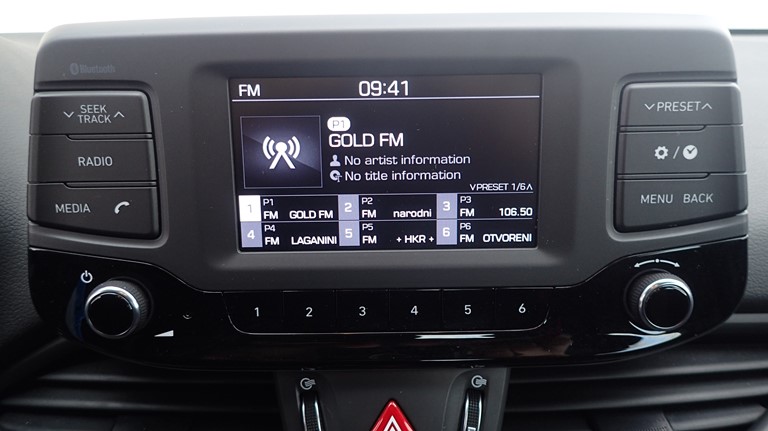 Bluetooth
SEEK
TRACK
RADIO
MEDIA
FM 09:41
P1
GOLD FM
No artist information
No title information
PRESET 1/6
1 P1 FM GOLD FM 2 P2 FM narodni 3 P3 FM 106.50
4 P4 FM LAGANINI 5 P5 FM + HKR + 6 P6 FM OTVORENI
PRESET
/
MENU BACK
1 2 3 4 5 6